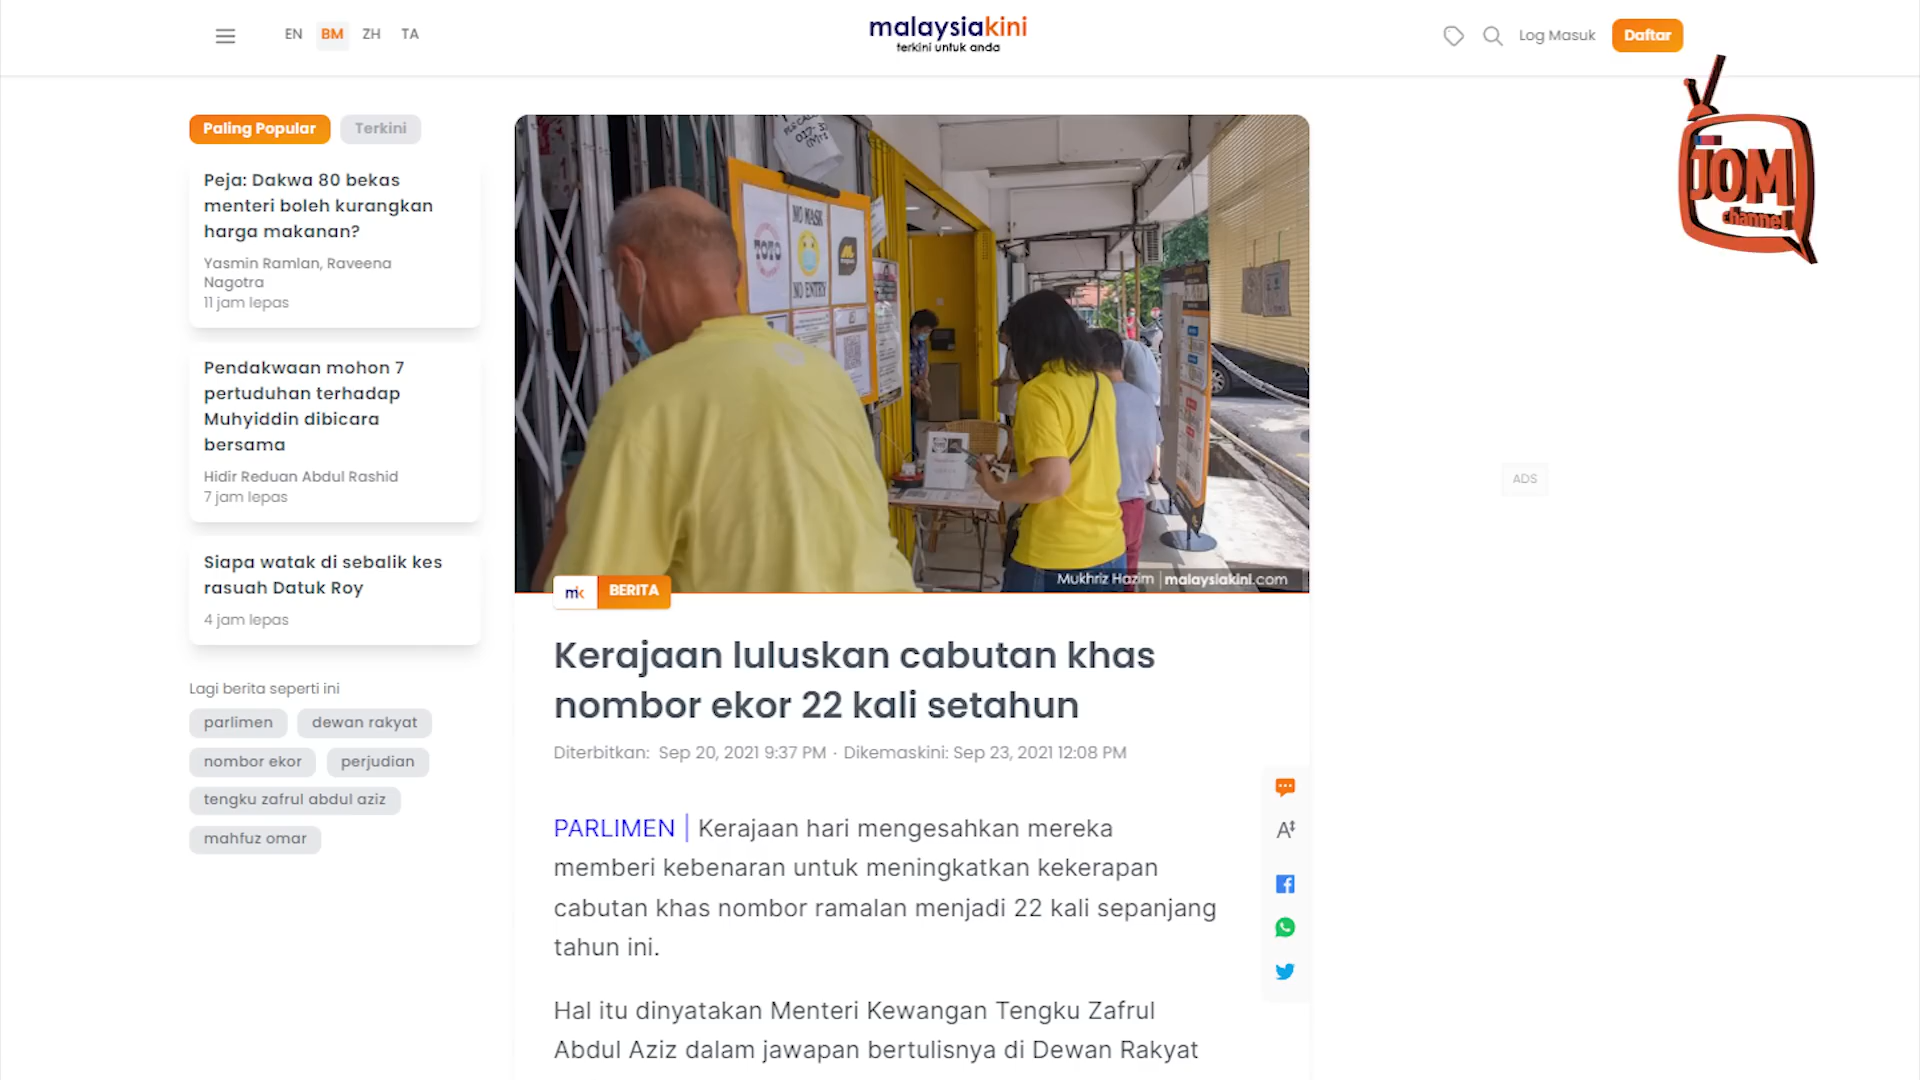 EN BM ZH TA
malaysiakini
terkini untuk anda
Log Masuk
Daftar
JOM
channel
Paling Popular
Terkini
Peja: Dakwa 80 bekas
menteri boleh kurangkan
harga makanan?
Yasmin Ramlan, Raveena
Nagotra
11 jam lepas
Pendakwaan mohon 7
pertuduhan terhadap
Muhyiddin dibicara
bersama
Hidir Reduan Abdul Rashid
7 jam lepas
Siapa watak di sebalik kes
rasuah Datuk Roy
4 jam lepas
Lagi berita seperti ini
parlimen
dewan rakyat
nombor ekor
perjudian
tengku zafrul abdul aziz
mahfuz omar
TOTO
NO MASK
NO ENTRY
Mukhriz Hazim | malaysiakini.com
mk BERITA
Kerajaan luluskan cabutan khas
nombor ekor 22 kali setahun
Diterbitkan: Sep 20, 2021 9:37 PM · Dikemaskini: Sep 23, 2021 12:08 PM
PARLIMEN | Kerajaan hari mengesahkan mereka
memberi kebenaran untuk meningkatkan kekerapan
cabutan khas nombor ramalan menjadi 22 kali sepanjang
tahun ini.
Hal itu dinyatakan Menteri Kewangan Tengku Zafrul
Abdul Aziz dalam jawapan bertulisnya di Dewan Rakyat
ADS